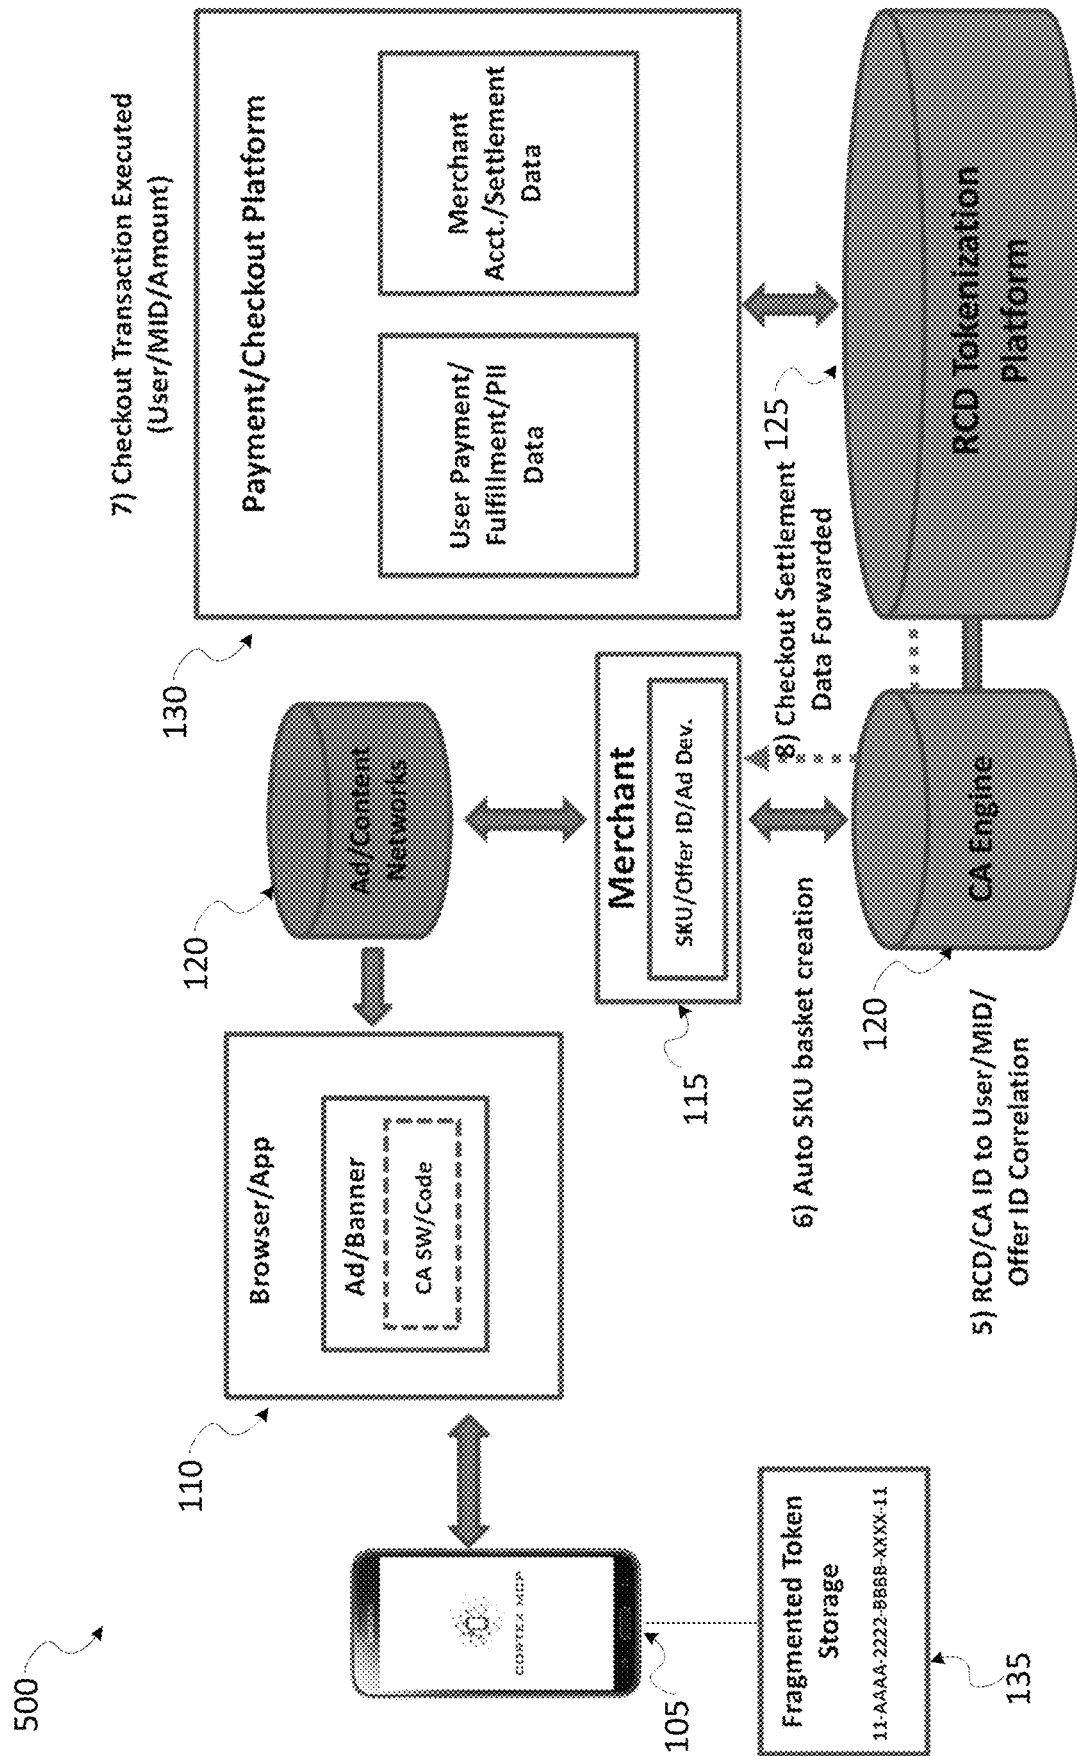 500
7) Checkout Transaction Executed
(User/MID/Amount)
130
Payment/Checkout Platform
User Payment/
Fulfillment/PII
Data
Merchant
Acct./Settlement
Data
110
Browser/App
Ad/Banner
CA SW/Code
120
Ad/Content
Networks
CORTEX MCP
105
Merchant
SKU/Offer ID/Ad Dev.
115
Fragmented Token
Storage
11-AAAA-2222-BBBB-XXXX-11
135
6) Auto SKU basket creation
8) Checkout Settlement
Data Forwarded
125
120
CA Engine
RCD Tokenization
Platform
5) RCD/CA ID to User/MID/
Offer ID Correlation